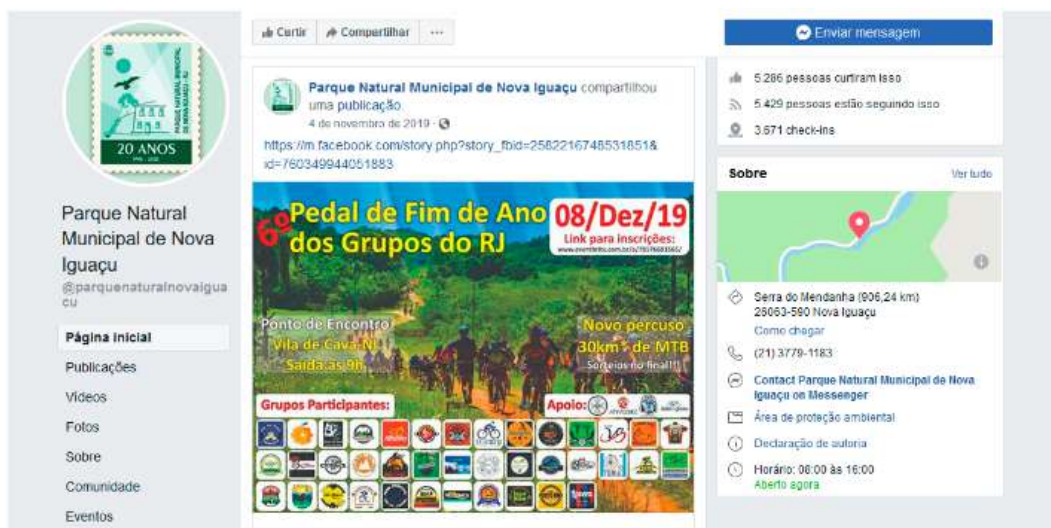 20 ANOS
Parque Natural
Municipal de Nova
Iguaçu
@parquenaturalnovaigua
cu
Página inicial
Publicações
Vídeos
Fotos
Sobre
Comunidade
Eventos
Curtir
Compartilhar
...
Parque Natural Municipal de Nova Iguaçu compartilhou
uma publicação.
4 de novembro de 2019
https://m.facebook.com/story.php?story_fbid=2582216748531851&
id=760349944051883
6º Pedal de Fim de Ano
dos Grupos do RJ
08/Dez/19
Link para inscrições:
Ponto de Encontro
Vila de Cava-NI
Saída às 9h
Novo percuso
30km de MTB
Sorteios no final!!!
Grupos Participantes:
Apoio:
Enviar mensagem
5.286 pessoas curtiram isso
5.429 pessoas estão seguindo isso
3.671 check-ins
Sobre
Ver tudo
Serra do Mendanha (906,24 km)
26063-590 Nova Iguaçu
Como chegar
(21) 3779-1183
Contact Parque Natural Municipal de Nova
Iguaçu on Messenger
Área de proteção ambiental
Declaração de autoria
Horário: 08:00 às 16:00
Aberto agora